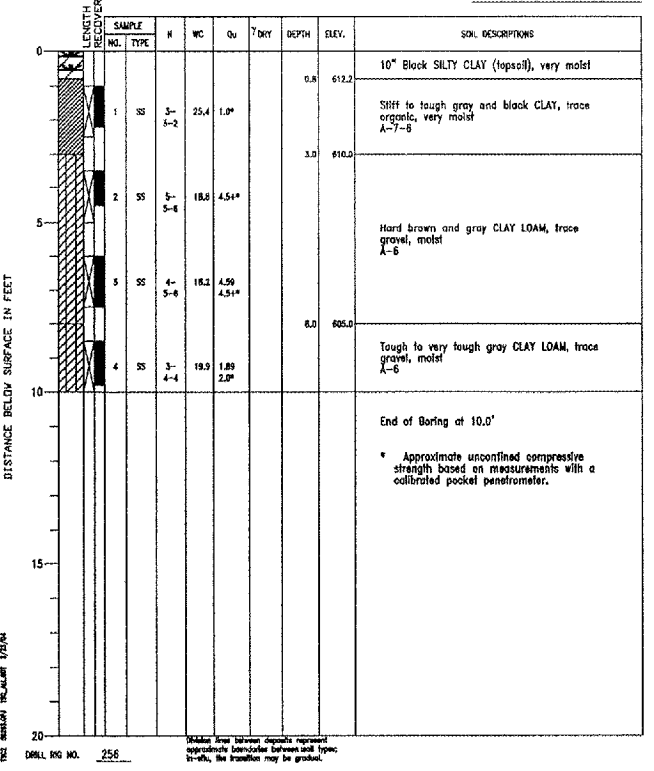 LENGTH
RECOVERY
SAMPLE
NO. TYPE N WC Qu γDRY DEPTH ELEV. SOIL DESCRIPTIONS
0
10" Black SILTY CLAY (topsoil), very moist
0.8 612.2
1 SS 3- 5-2 25.4 1.0*
Stiff to tough gray and black CLAY, trace
organic, very moist
A-7-6
3.0 610.0
2 SS 5- 5-6 18.8 4.5+*
5
Hard brown and gray CLAY LOAM, trace
gravel, moist
A-6
3 SS 4- 5-6 18.2 4.59
4.5+*
8.0 605.0
Tough to very tough gray CLAY LOAM, trace
gravel, moist
A-6
4 SS 3- 4-4 19.9 1.89
2.0*
10
End of Boring at 10.0'
* Approximate unconfined compressive
strength based on measurements with a
calibrated pocket penetrometer.
15
20
DISTANCE BELOW SURFACE IN FEET
DRILL RIG NO. 256
Division lines between deposits represent
approximate boundaries between soil types;
in-situ, the transition may be gradual.